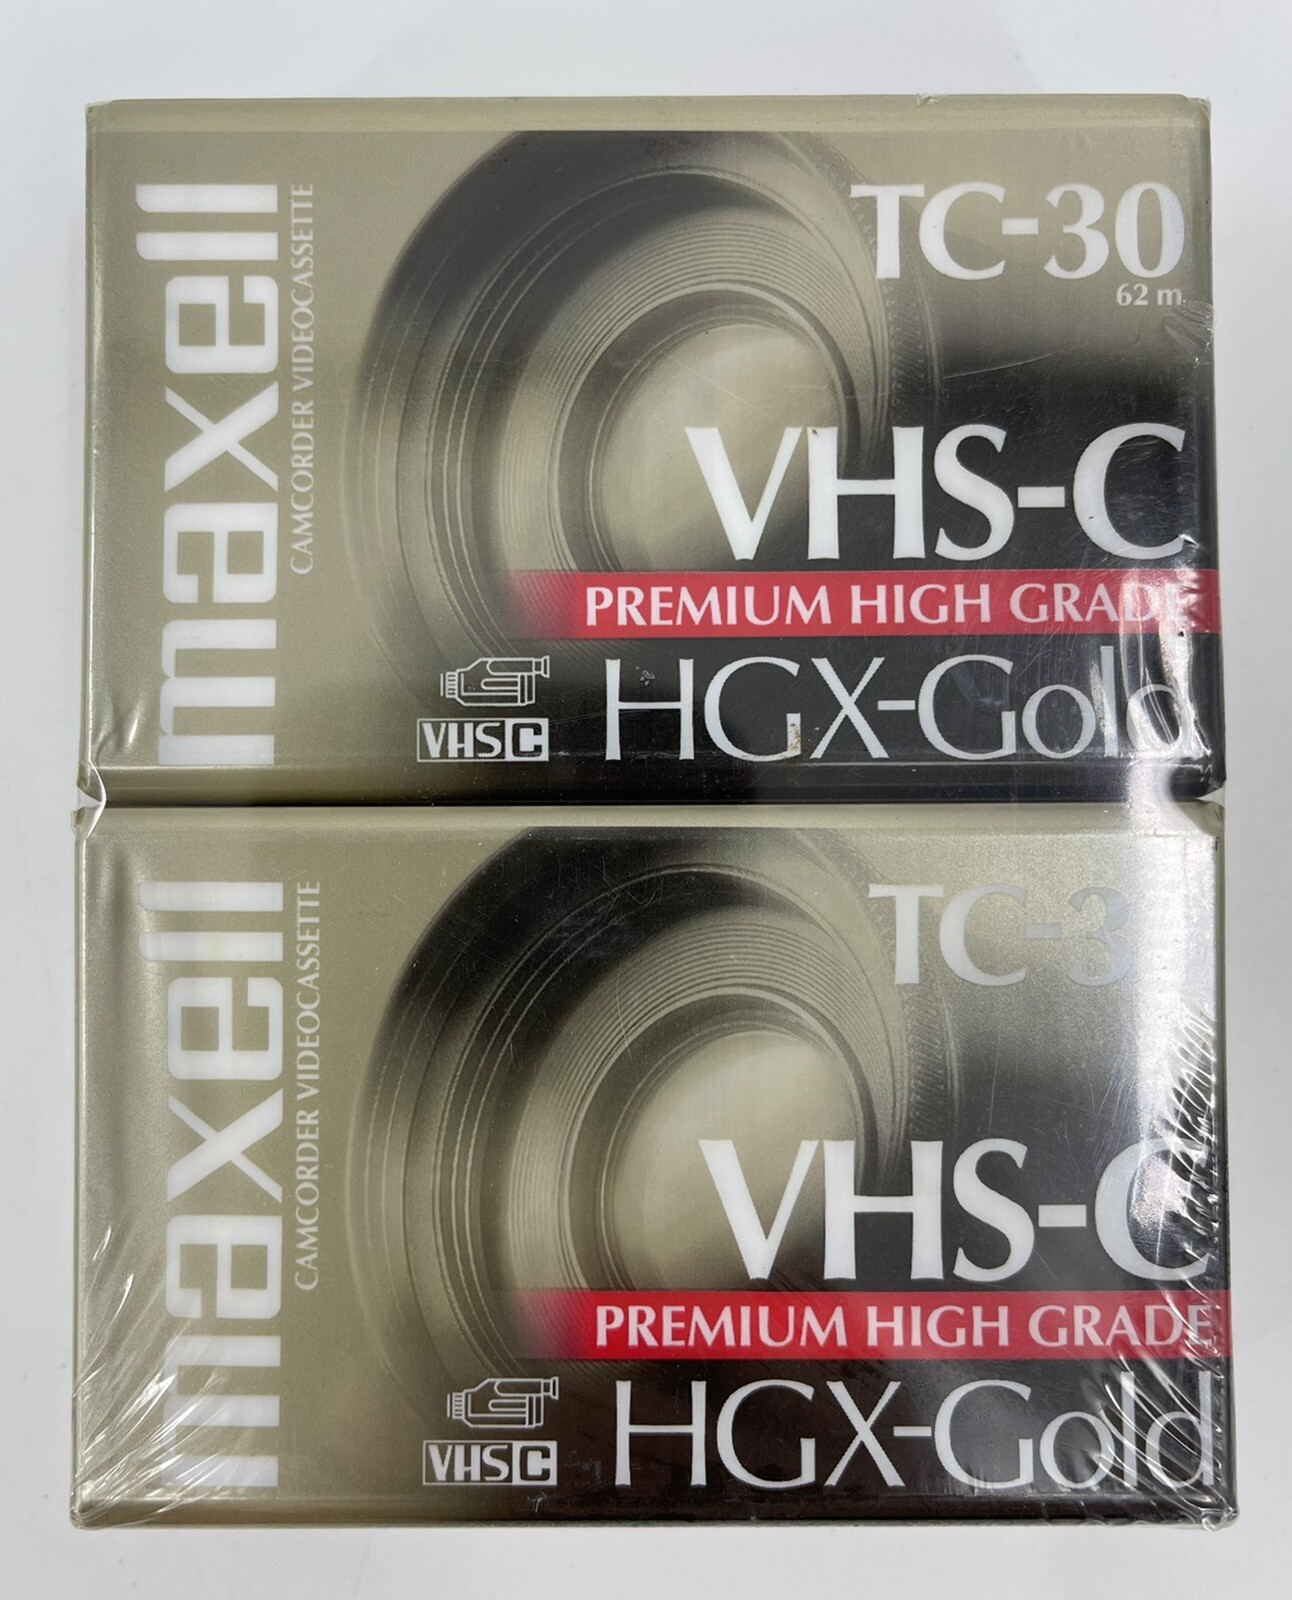 maxell
CAMCORDER VIDEOCASSETTE
TC-30
62 m
VHS-C
PREMIUM HIGH GRADE
VHS C
HGX-Gold
maxell
CAMCORDER VIDEOCASSETTE
TC-3
VHS-C
PREMIUM HIGH GRADE
VHS C
HGX-Gold